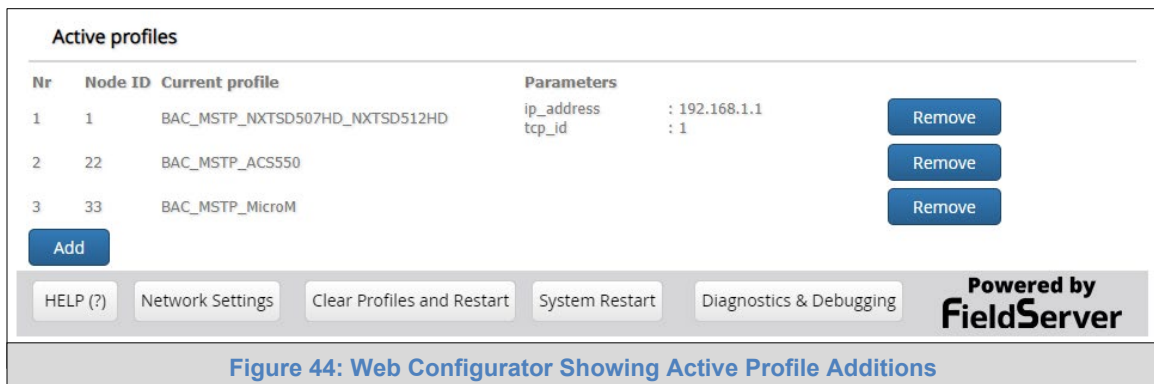 Active profiles
Nr Node ID Current profile Parameters
1 1 BAC_MSTP_NXTSD507HD_NXTSD512HD ip_address : 192.168.1.1 Remove
tcp_id : 1
2 22 BAC_MSTP_ACS550 Remove
3 33 BAC_MSTP_MicroM Remove
Add
HELP (?) Network Settings Clear Profiles and Restart System Restart Diagnostics & Debugging Powered by
FieldServer
Figure 44: Web Configurator Showing Active Profile Additions